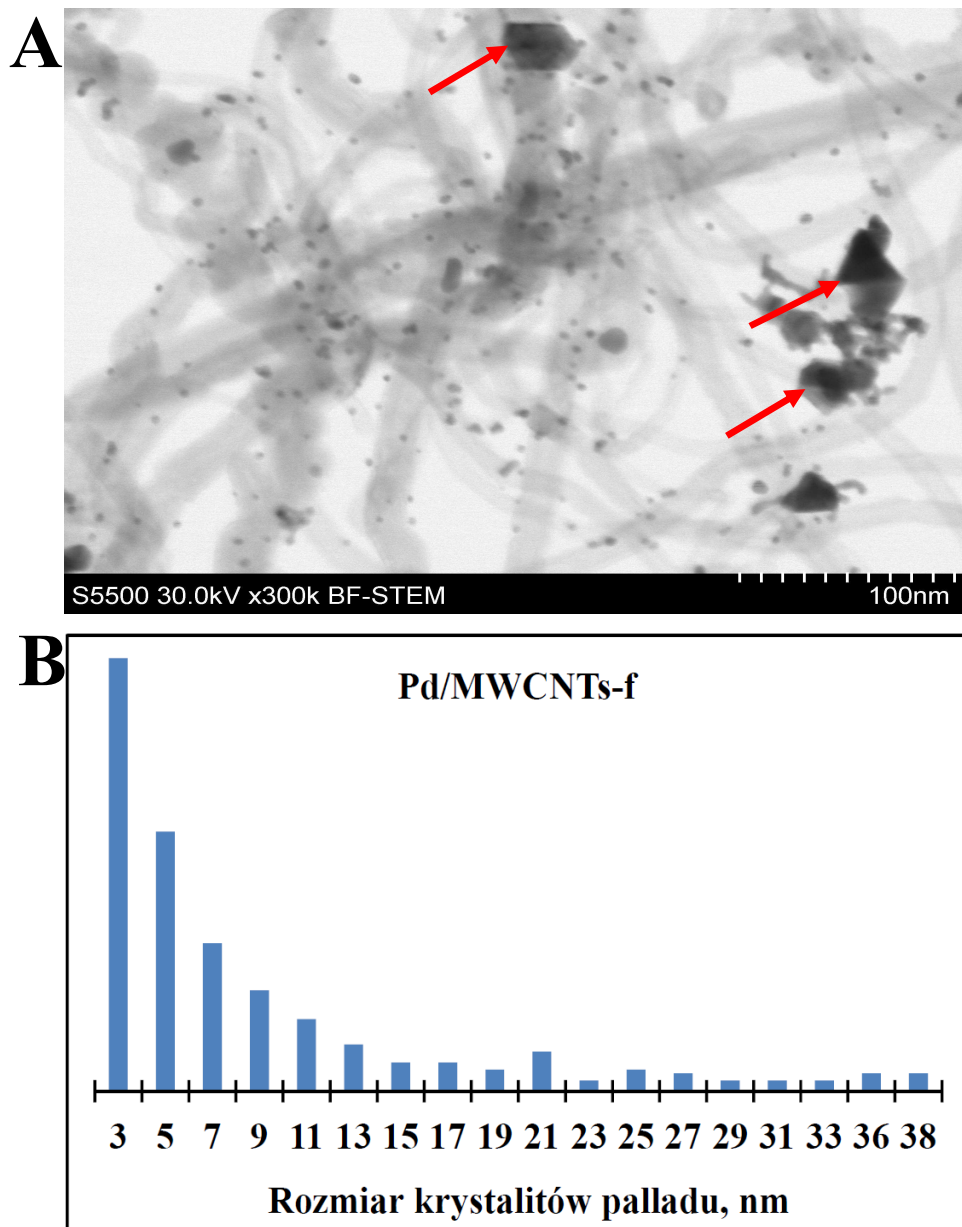 A
S5500 30.0kV x300k BF-STEM 100nm
B
Pd/MWCNTs-f
3 5 7 9 11 13 15 17 19 21 23 25 27 29 31 33 36 38
Rozmiar krystalitów palladu, nm